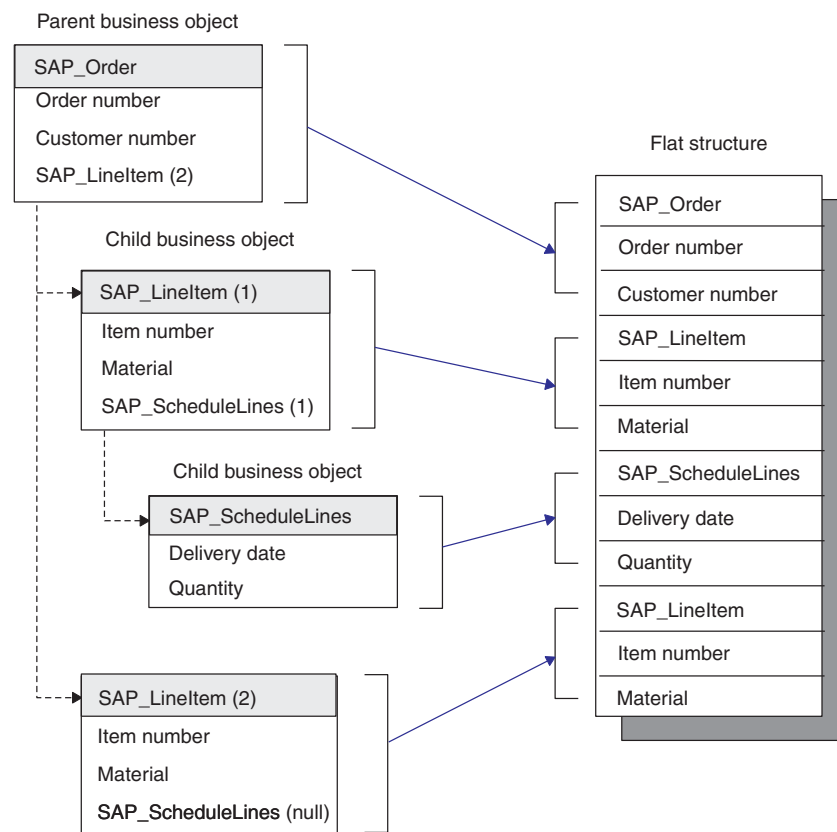 Parent business object
SAP_Order
Order number
Customer number
SAP_LineItem (2)
Child business object
SAP_LineItem (1)
Item number
Material
SAP_ScheduleLines (1)
Child business object
SAP_ScheduleLines
Delivery date
Quantity
SAP_LineItem (2)
Item number
Material
SAP_ScheduleLines (null)
Flat structure
SAP_Order
Order number
Customer number
SAP_LineItem
Item number
Material
SAP_ScheduleLines
Delivery date
Quantity
SAP_LineItem
Item number
Material